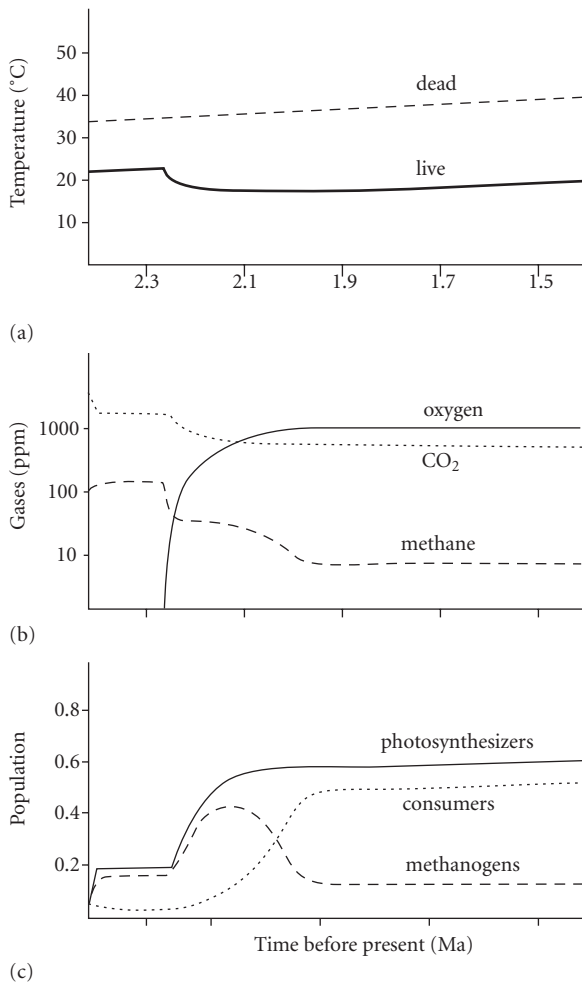 50
40
30
20
10
Temperature (˚C)
dead
live
2.3 2.1 1.9 1.7 1.5
(a)
1000
100
10
Gases (ppm)
oxygen
CO₂
methane
(b)
0.8
0.6
0.4
0.2
Population
photosynthesizers
consumers
methanogens
Time before present (Ma)
(c)